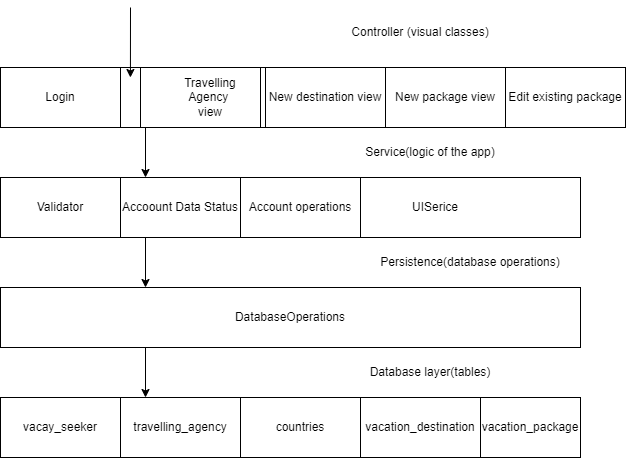 Controller (visual classes)
Login
Travelling
Agency
view
New destination view
New package view
Edit existing package
Service(logic of the app)
Validator
Accoount Data Status
Account operations
UISerice
Persistence(database operations)
DatabaseOperations
Database layer(tables)
vacay_seeker
travelling_agency
countries
vacation_destination
vacation_package